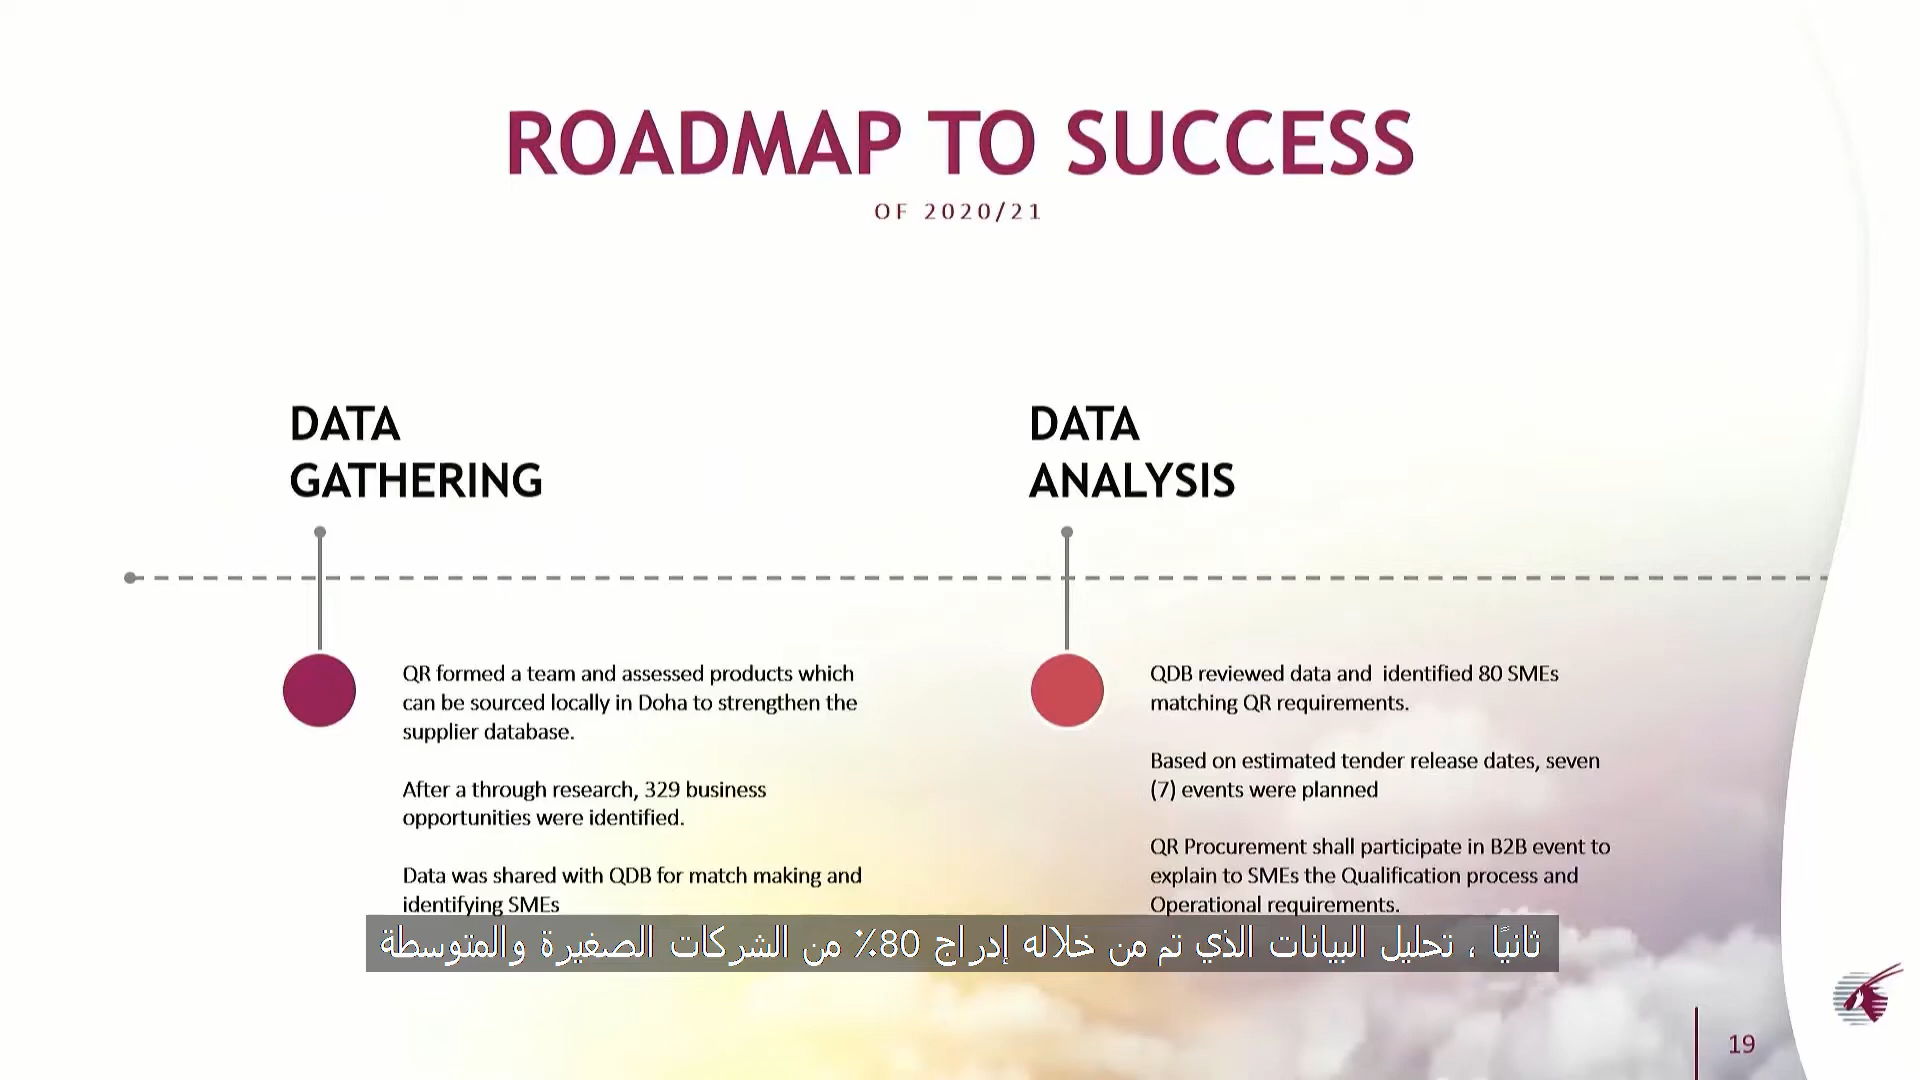 ROADMAP TO SUCCESS
OF 2020/21
DATA
GATHERING
QR formed a team and assessed products which
can be sourced locally in Doha to strengthen the
supplier database.
After a through research, 329 business
opportunities were identified.
Data was shared with QDB for match making and
identifying SMEs
DATA
ANALYSIS
QDB reviewed data and identified 80 SMEs
matching QR requirements.
Based on estimated tender release dates, seven
(7) events were planned
QR Procurement shall participate in B2B event to
explain to SMEs the Qualification process and
Operational requirements.
ثانيًا ، تحليل البيانات الذي تم من خلاله إدراج 80٪ من الشركات الصغيرة والمتوسطة
19